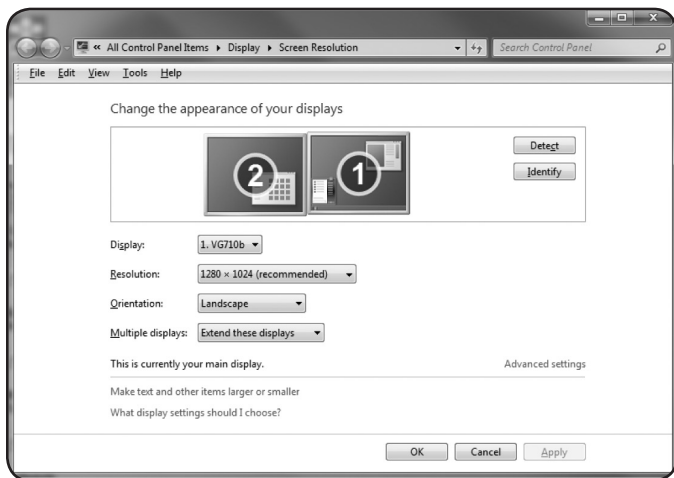 « All Control Panel Items ▸ Display ▸ Screen Resolution
Search Control Panel
File Edit View Tools Help
Change the appearance of your displays
2 1
Detect
Identify
Display: 1. VG710b
Resolution: 1280 × 1024 (recommended)
Orientation: Landscape
Multiple displays: Extend these displays
This is currently your main display. Advanced settings
Make text and other items larger or smaller
What display settings should I choose?
OK Cancel Apply